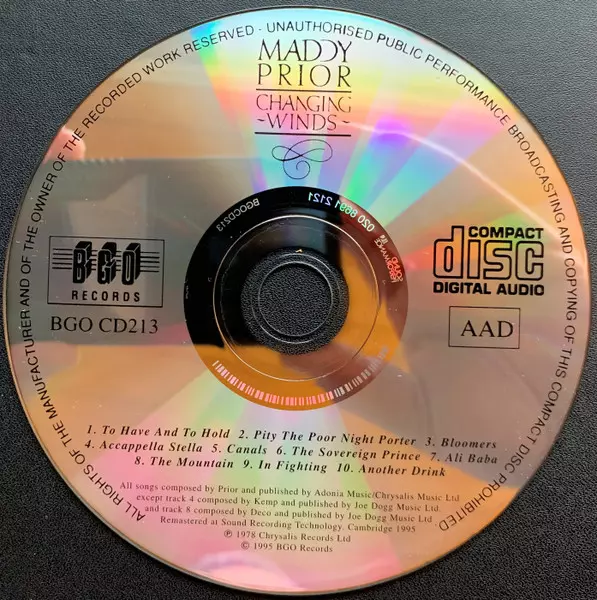 ALL RIGHTS OF THE MANUFACTURER AND OF THE OWNER OF THE RECORDED WORK RESERVED - UNAUTHORISED PUBLIC PERFORMANCE BROADCASTING AND COPYING OF THIS COMPACT DISC PROHIBITED.
MADDY
PRIOR
CHANGING
~WINDS~
BGOCD213
020 8691 2121
BGO
RECORDS
BGO CD213
COMPACT
disc
DIGITAL AUDIO
AAD
1. To Have And To Hold 2. Pity The Poor Night Porter 3. Bloomers
4. Accappella Stella 5. Canals 6. The Sovereign Prince 7. Ali Baba
8. The Mountain 9. In Fighting 10. Another Drink
All songs composed by Prior and published by Adonia Music/Chrysalis Music Ltd
except track 4 composed by Kemp and published by Joe Dogg Music Ltd
and track 8 composed by Deco and published by Joe Dogg Music Ltd.
Remastered at Sound Recording Technology, Cambridge 1995
℗ 1978 Chrysalis Records Ltd
© 1995 BGO Records